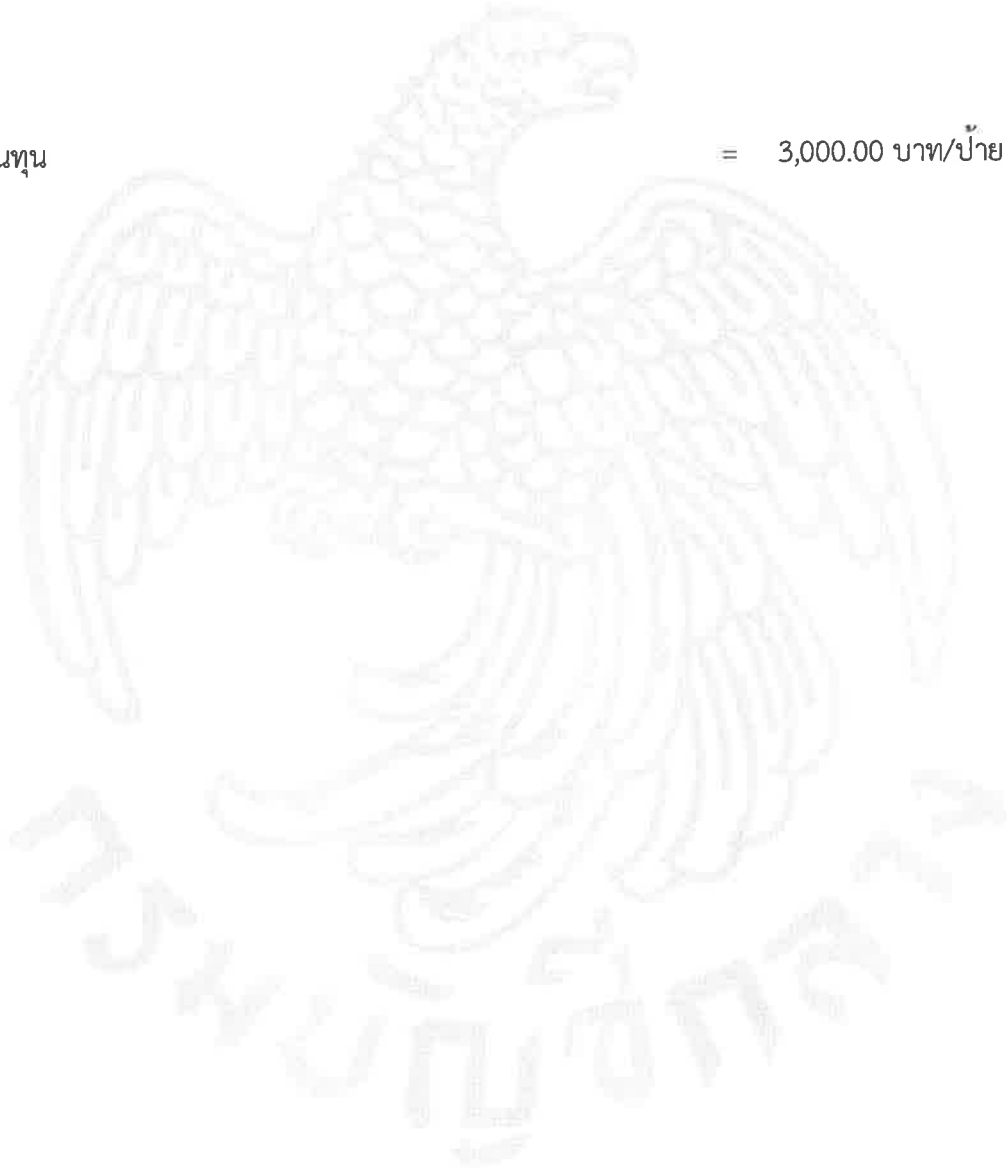 นทุน = 3,000.00 บาท/ป้าย
กรมบัญชีกลาง